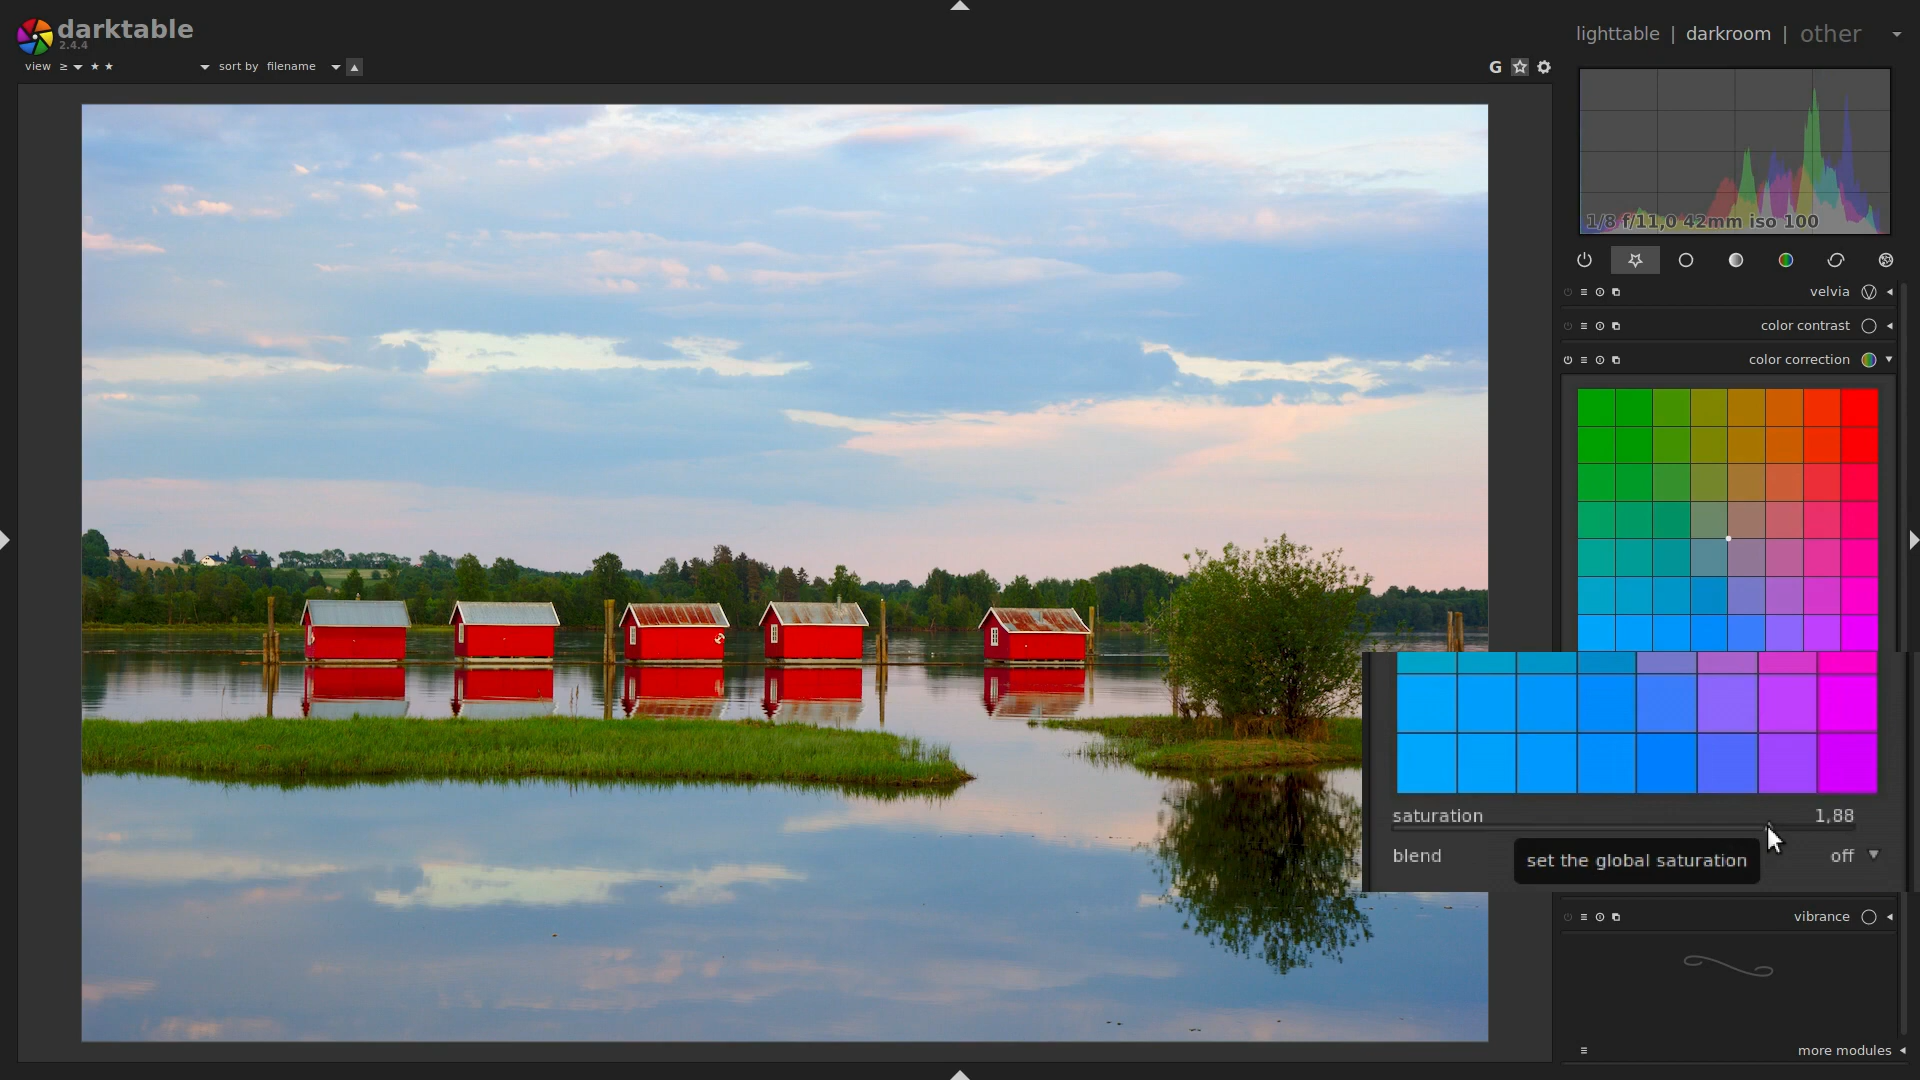 darktable
2.4.4
lighttable | darkroom | other
view ≥ ★ ★ sort by filename
G
1/8 f/11,0 42mm iso 100
velvia
color contrast
color correction
saturation 1,88
blend off
set the global saturation
vibrance
more modules